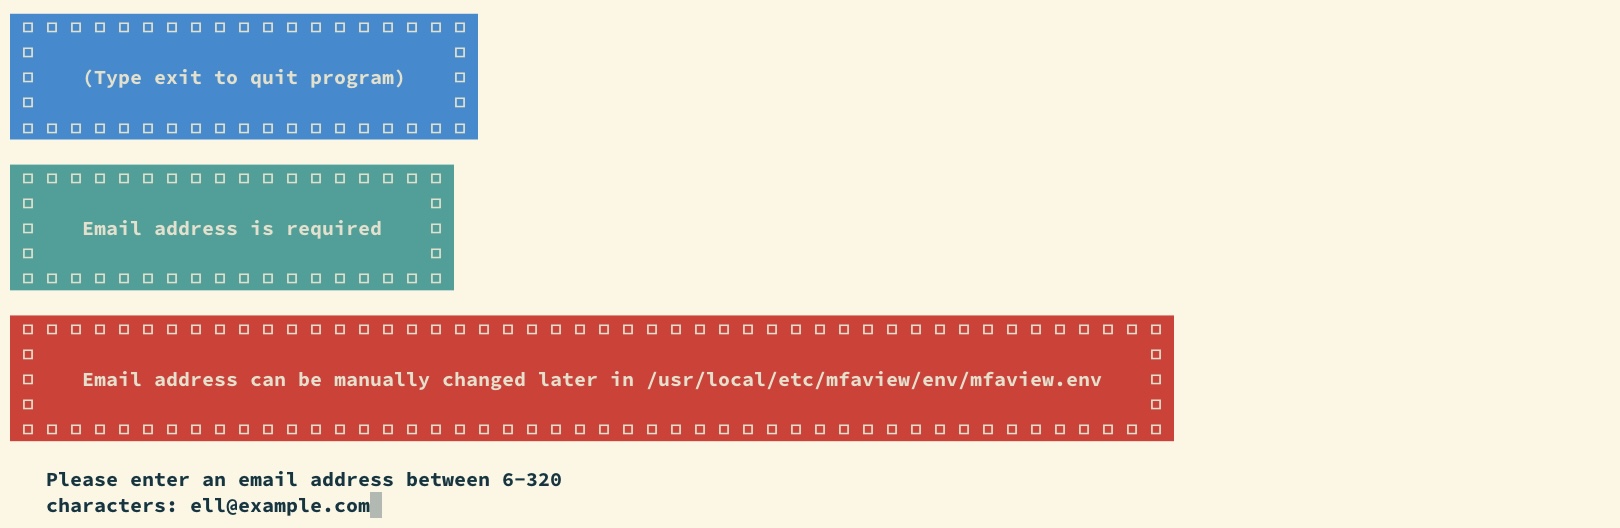 (Type exit to quit program)
Email address is required
Email address can be manually changed later in /usr/local/etc/mfaview/env/mfaview.env
Please enter an email address between 6-320
characters: ell@example.com